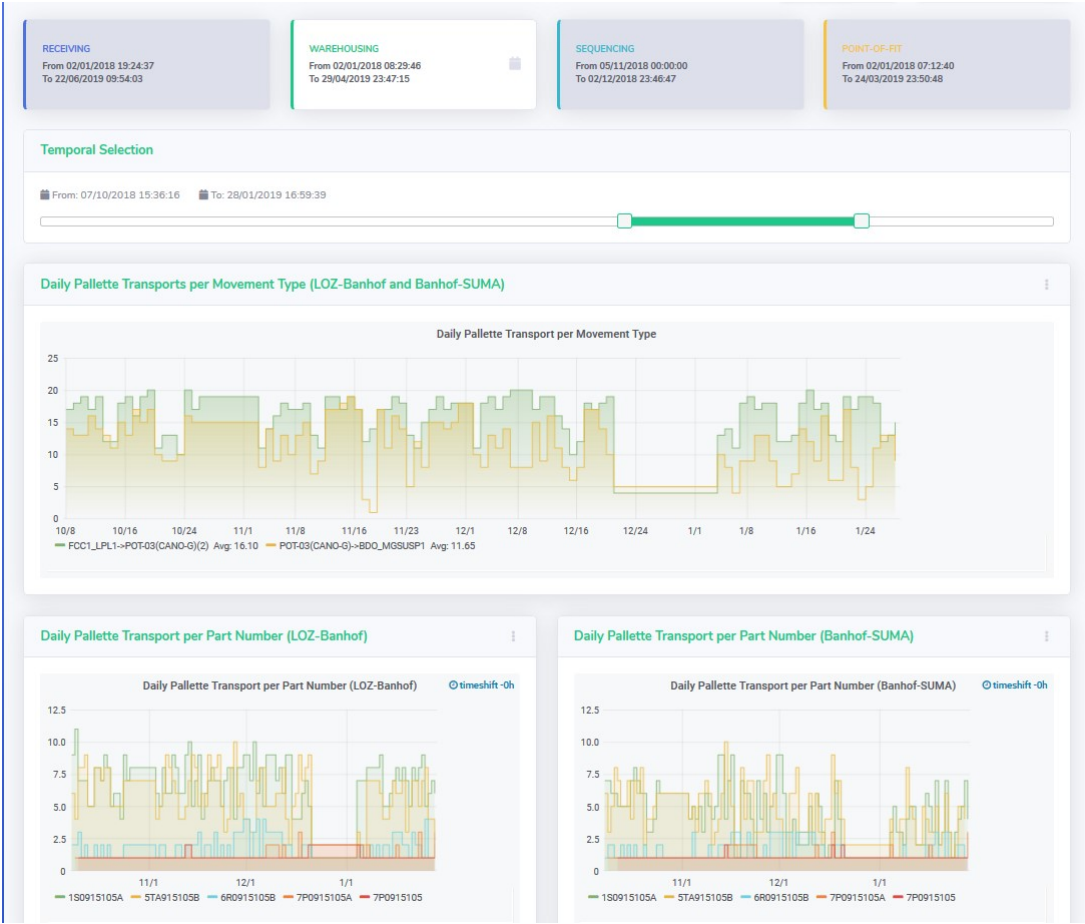 RECEIVING
From 02/01/2018 19:24:37
To 22/06/2019 09:54:03
WAREHOUSING
From 02/01/2018 08:29:46
To 29/04/2019 23:47:15
SEQUENCING
From 05/11/2018 00:00:00
To 02/12/2018 23:46:47
POINT-OF-FIT
From 02/01/2018 07:12:40
To 24/03/2019 23:50:48
Temporal Selection
From: 07/10/2018 15:36:16 To: 28/01/2019 16:59:39
Daily Pallette Transports per Movement Type (LOZ-Banhof and Banhof-SUMA)
Daily Pallette Transport per Movement Type
25
20
15
10
5
0
10/8 10/16 10/24 11/1 11/8 11/16 11/23 12/1 12/8 12/16 12/24 1/1 1/8 1/16 1/24
FCC1_LPL1->POT-03(CANO-G)(2) Avg: 16.10 POT-03(CANO-G)->BDO_MGSUSP1 Avg: 11.65
Daily Pallette Transport per Part Number (LOZ-Banhof)
Daily Pallette Transport per Part Number (LOZ-Banhof) timeshift -0h
12.5
10.0
7.5
5.0
2.5
0
11/1 12/1 1/1
1S0915105A 5TA915105B 6R0915105B 7P0915105A 7P0915105
Daily Pallette Transport per Part Number (Banhof-SUMA)
Daily Pallette Transport per Part Number (Banhof-SUMA) timeshift -0h
12.5
10.0
7.5
5.0
2.5
0
11/1 12/1 1/1
1S0915105A 5TA915105B 6R0915105B 7P0915105A 7P0915105